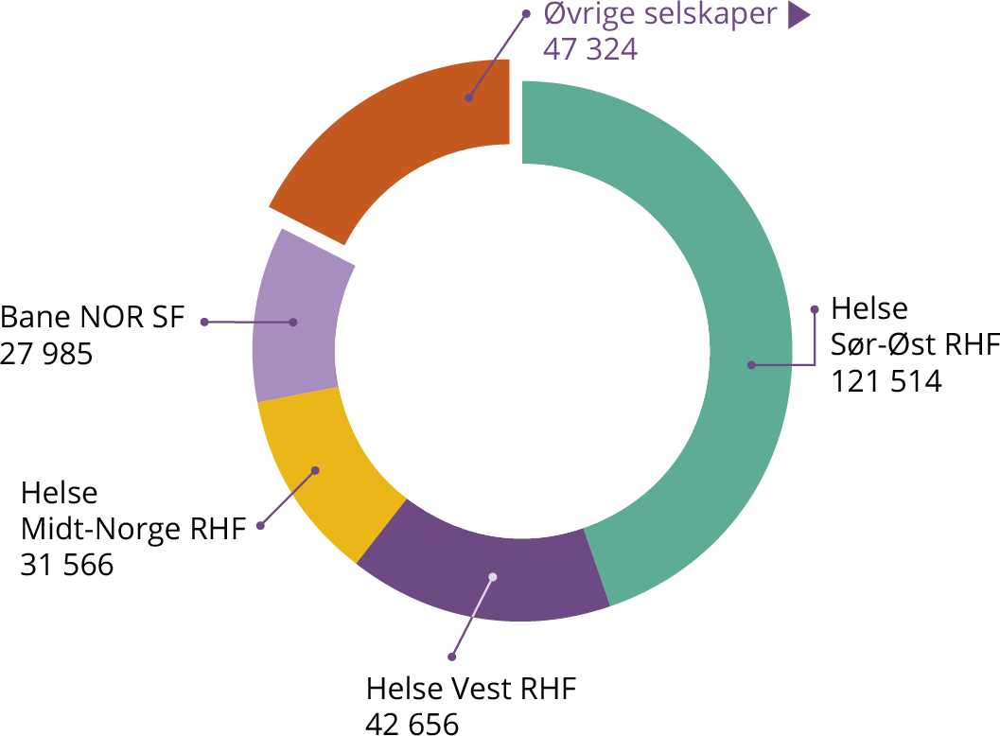 Øvrige selskaper
47 324
Helse
Sør-Øst RHF
121 514
Helse Vest RHF
42 656
Helse
Midt-Norge RHF
31 566
Bane NOR SF
27 985